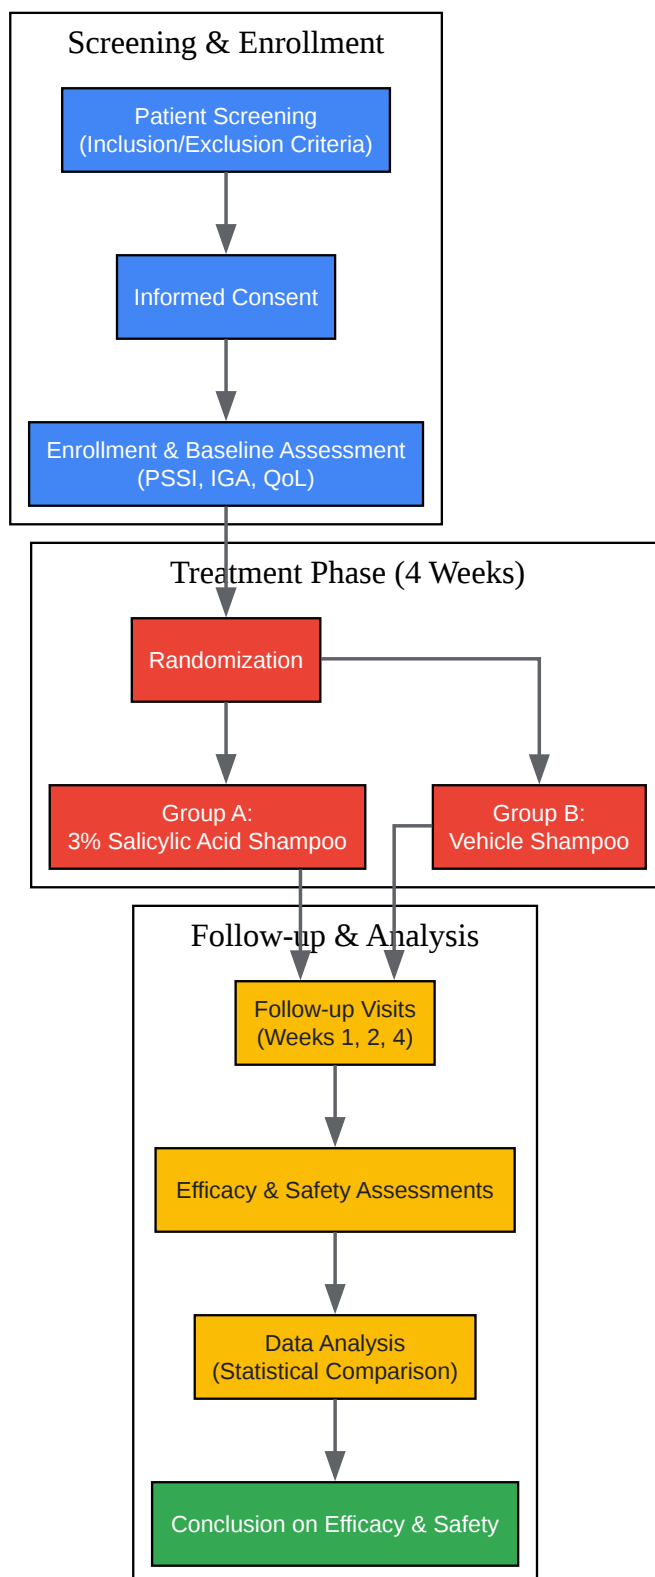 Screening & Enrollment
Patient Screening
(Inclusion/Exclusion Criteria)
Informed Consent
Enrollment & Baseline Assessment
(PSSI, IGA, QoL)
Treatment Phase (4 Weeks)
Randomization
Group A:
3% Salicylic Acid Shampoo
Group B:
Vehicle Shampoo
Follow-up & Analysis
Follow-up Visits
(Weeks 1, 2, 4)
Efficacy & Safety Assessments
Data Analysis
(Statistical Comparison)
Conclusion on Efficacy & Safety